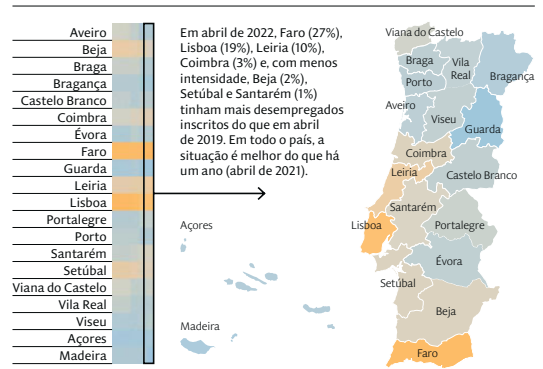 Aveiro
Beja
Braga
Bragança
Castelo Branco
Coimbra
Évora
Faro
Guarda
Leiria
Lisboa
Portalegre
Porto
Santarém
Setúbal
Viana do Castelo
Vila Real
Viseu
Açores
Madeira
Em abril de 2022, Faro (27%),
Lisboa (19%), Leiria (10%),
Coimbra (3%) e, com menos
intensidade, Beja (2%),
Setúbal e Santarém (1%)
tinham mais desempregados
inscritos do que em abril
de 2019. Em todo o país, a
situação é melhor do que há
um ano (abril de 2021).
Açores
Madeira
Viana do Castelo
Braga
Vila
Real
Bragança
Porto
Aveiro
Viseu
Guarda
Coimbra
Leiria
Castelo Branco
Santarém
Lisboa
Portalegre
Évora
Setúbal
Beja
Faro